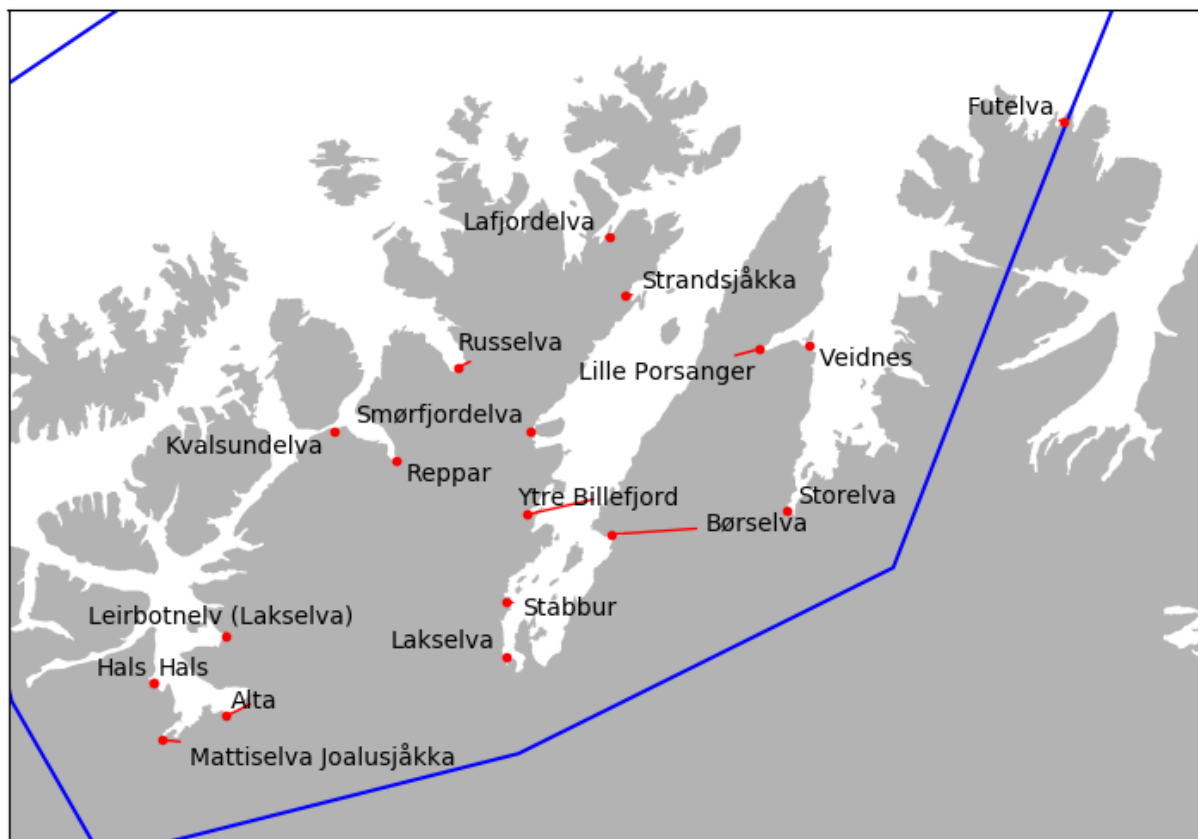 Futelva
Lafjordelva
Strandsjåkka
Russelva
Lille Porsanger
Veidnes
Smørfjordelva
Kvalsundelva
Reppar
Ytre Billefjord
Storelva
Børselva
Stabbur
Leirbotnelv (Lakselva)
Lakselva
Hals Hals
Alta
Mattiselva Joalusjåkka